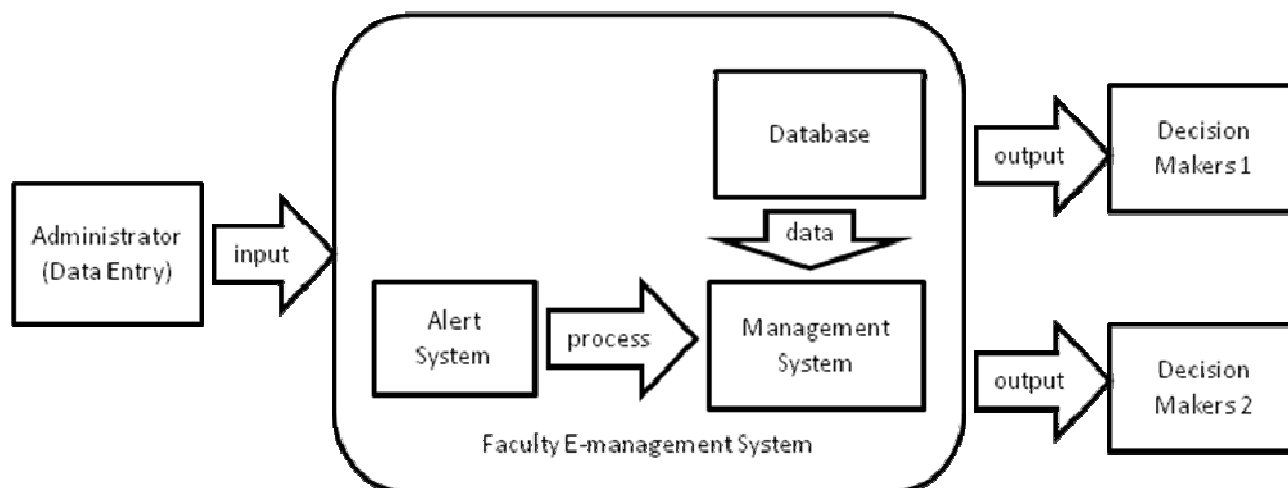 Administrator
(Data Entry)
input
Alert
System
process
Database
data
Management
System
Faculty E-management System
output
Decision
Makers 1
output
Decision
Makers 2